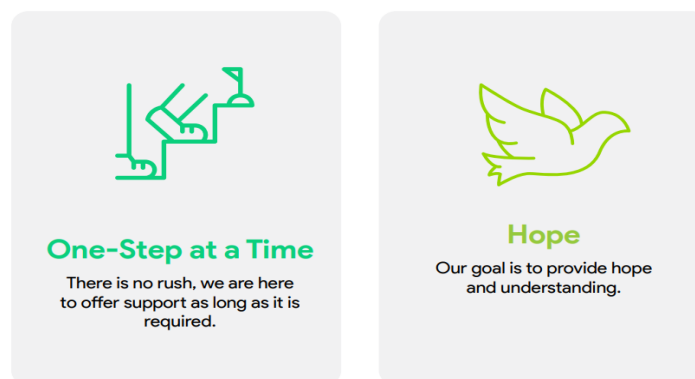 One-Step at a Time
There is no rush, we are here
to offer support as long as it is
required.
Hope
Our goal is to provide hope
and understanding.